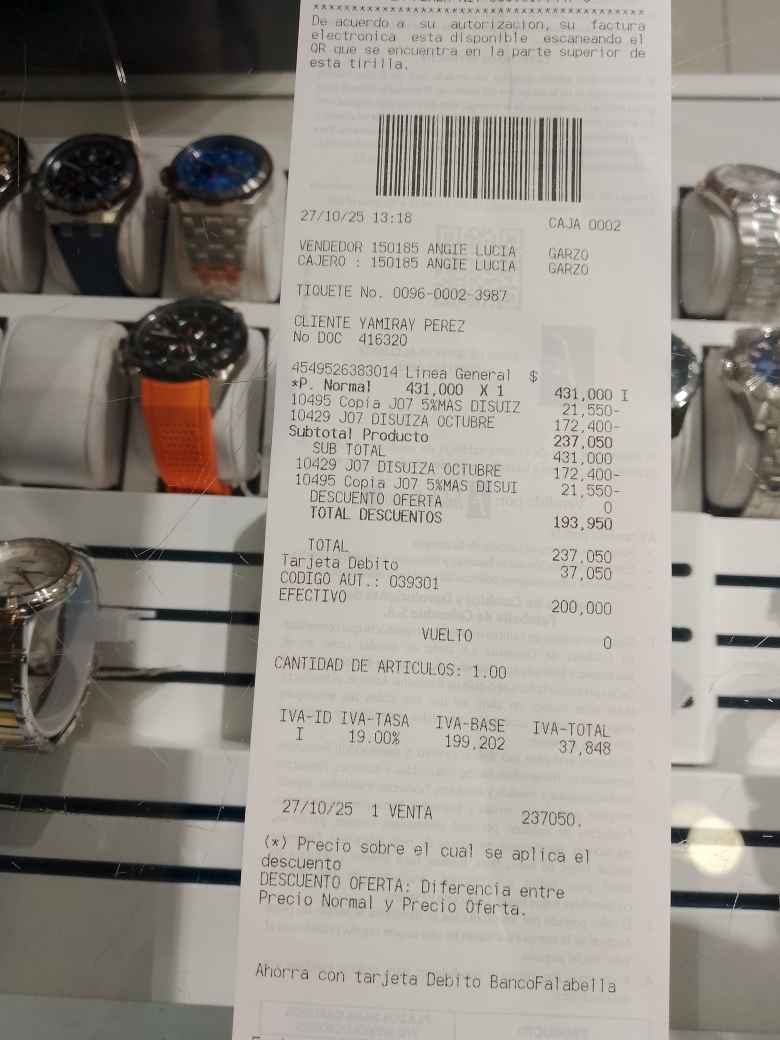 ****************************************
De acuerdo a su autorizacion, su factura
electronica esta disponible escaneando el
QR que se encuentra en la parte superior de
esta tirilla.
27/10/25 13:18 CAJA 0002
VENDEDOR 150185 ANGIE LUCIA GARZO
CAJERO : 150185 ANGIE LUCIA GARZO
TIQUETE No. 0096-0002-3987
CLIENTE YAMIRAY PEREZ
No DOC 416320
4549526383014 Linea General $
*P. Normal 431,000 X 1 431,000 I
10495 Copia J07 5%MAS DISUIZ 21,550-
10429 J07 DISUIZA OCTUBRE 172,400-
Subtotal Producto 237,050
SUB TOTAL 431,000
10429 J07 DISUIZA OCTUBRE 172,400-
10495 Copia J07 5%MAS DISUI 21,550-
DESCUENTO OFERTA 0
TOTAL DESCUENTOS 193,950
TOTAL 237,050
Tarjeta Debito 37,050
CODIGO AUT.: 039301
EFECTIVO 200,000
VUELTO 0
CANTIDAD DE ARTICULOS: 1.00
IVA-ID IVA-TASA IVA-BASE IVA-TOTAL
I 19.00% 199,202 37,848
27/10/25 1 VENTA 237050.
(*) Precio sobre el cual se aplica el
descuento
DESCUENTO OFERTA: Diferencia entre
Precio Normal y Precio Oferta.
Ahorra con tarjeta Debito BancoFalabella